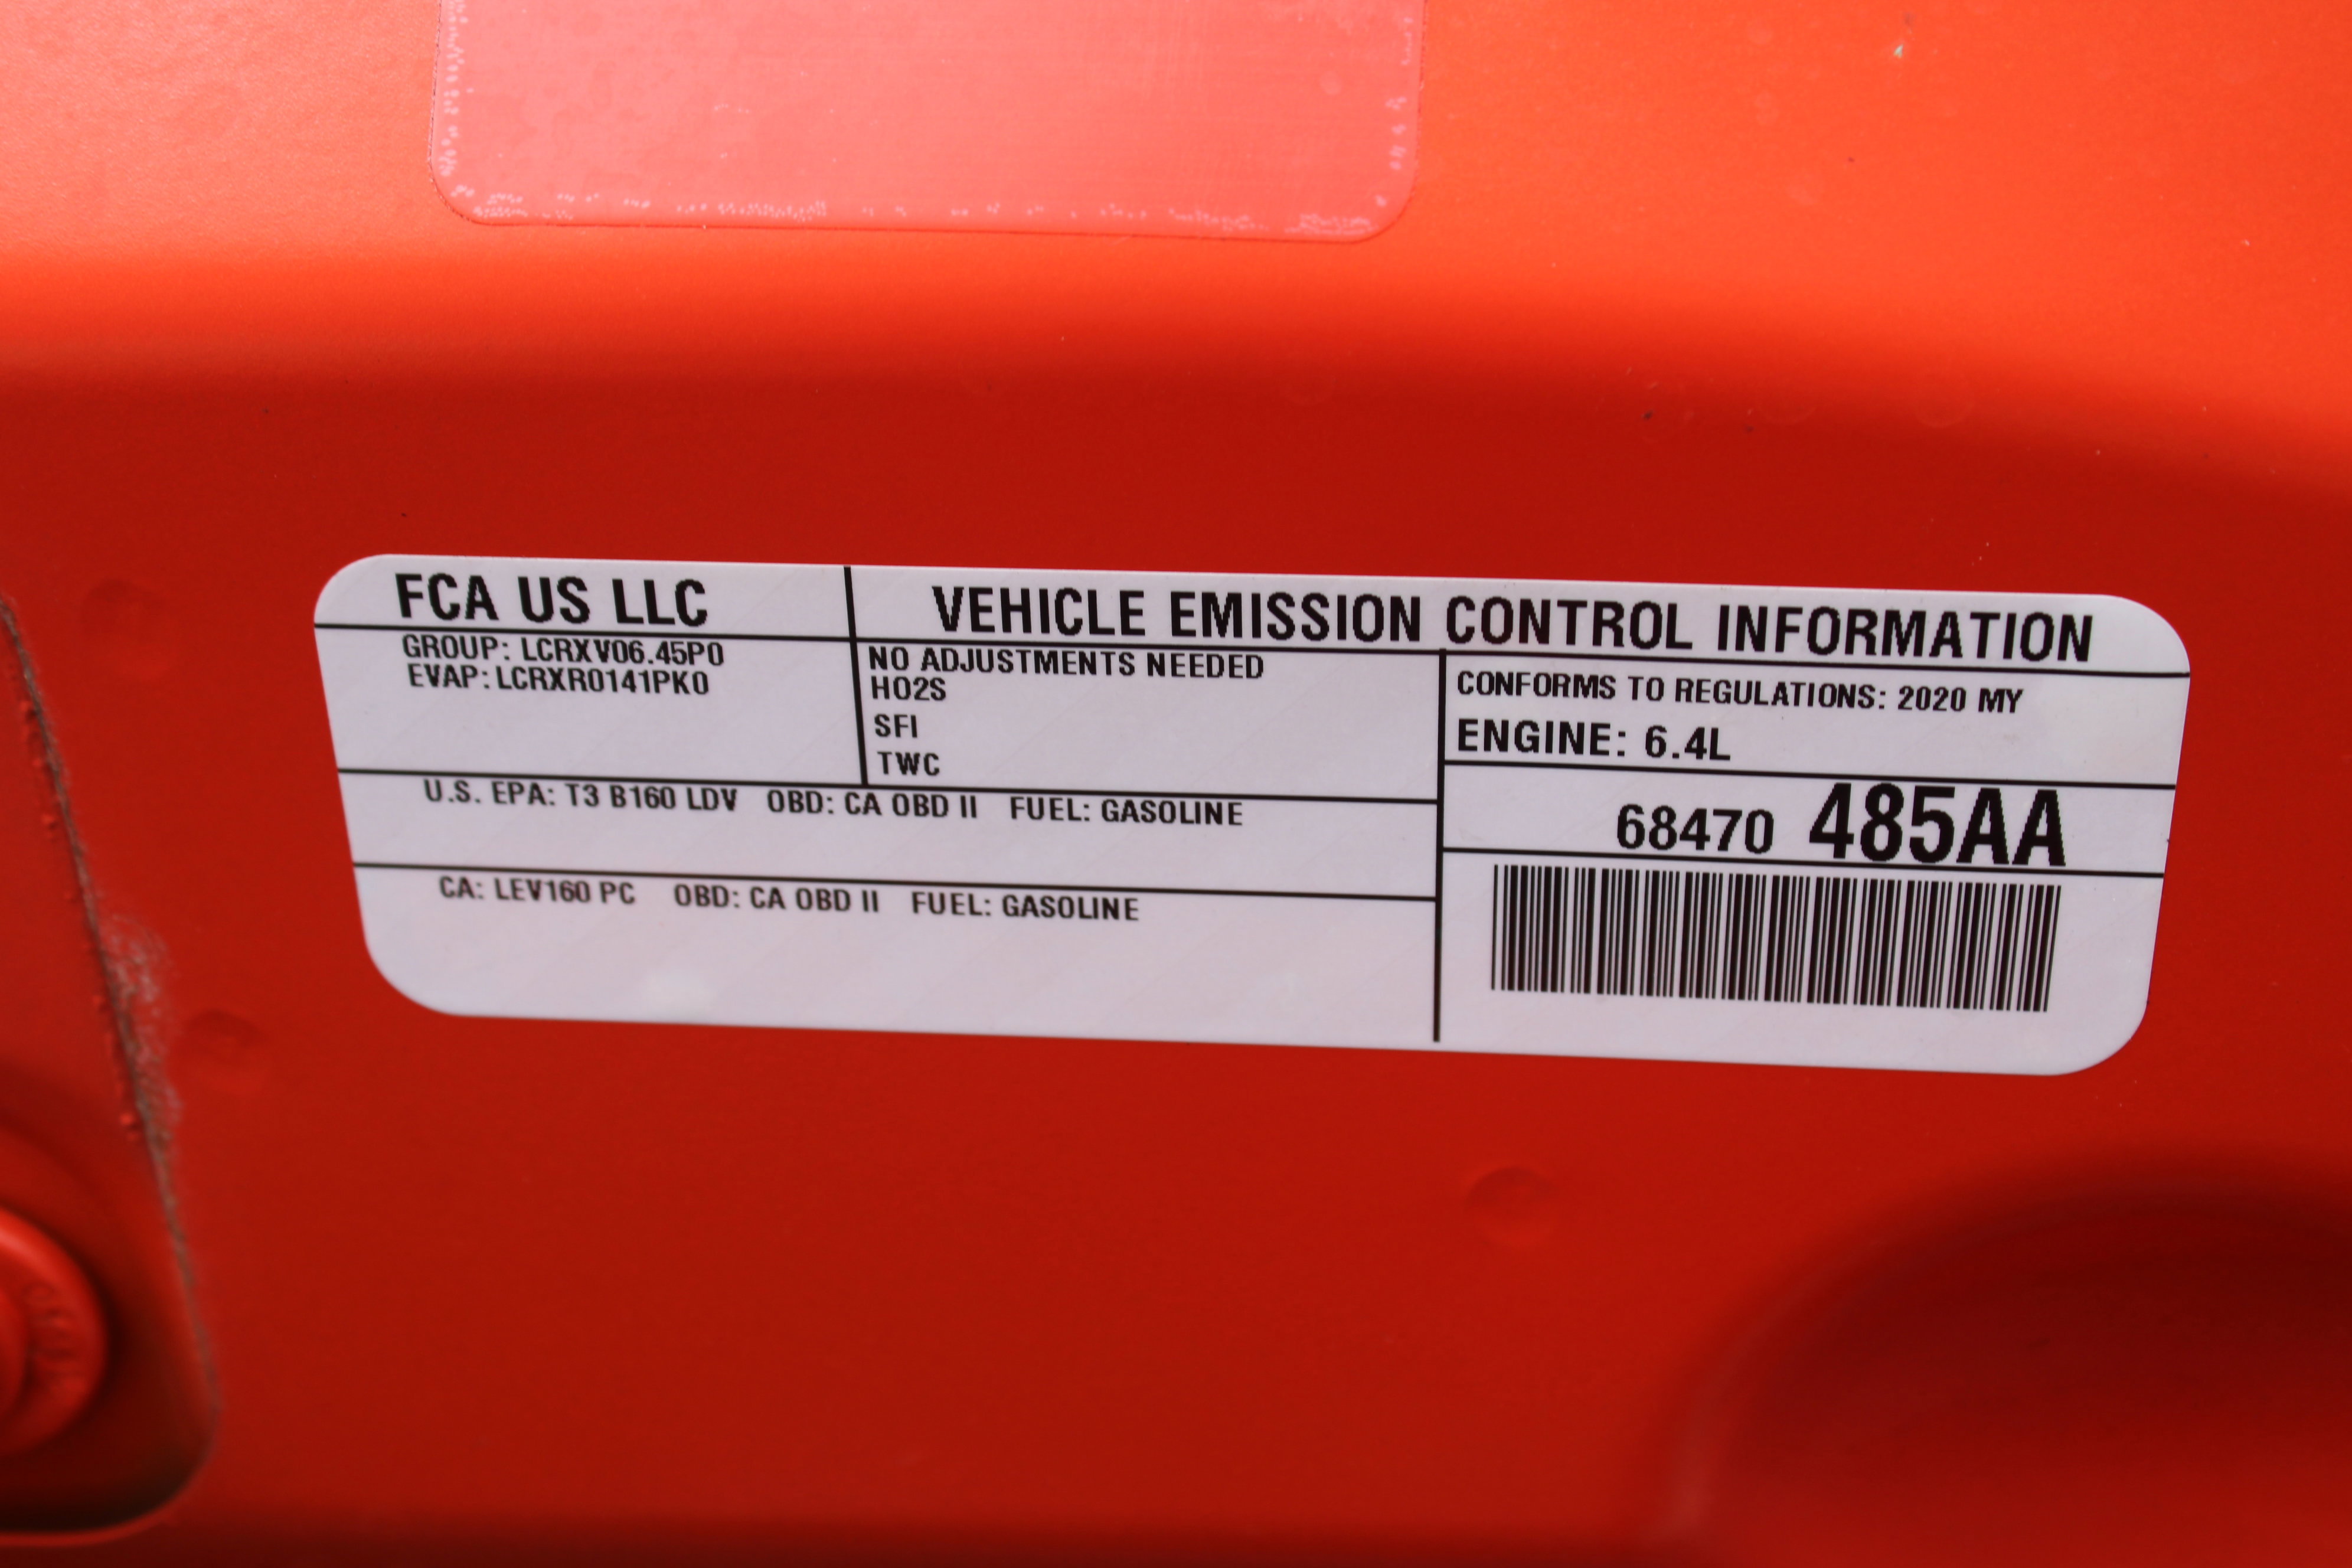 FCA US LLC
VEHICLE EMISSION CONTROL INFORMATION
GROUP: LCRXV06.45P0
EVAP: LCRXR0141PK0
NO ADJUSTMENTS NEEDED
HO2S
SFI
TWC
CONFORMS TO REGULATIONS: 2020 MY
ENGINE: 6.4L
U.S. EPA: T3 B160 LDV OBD: CA OBD II FUEL: GASOLINE
68470 485AA
CA: LEV160 PC OBD: CA OBD II FUEL: GASOLINE